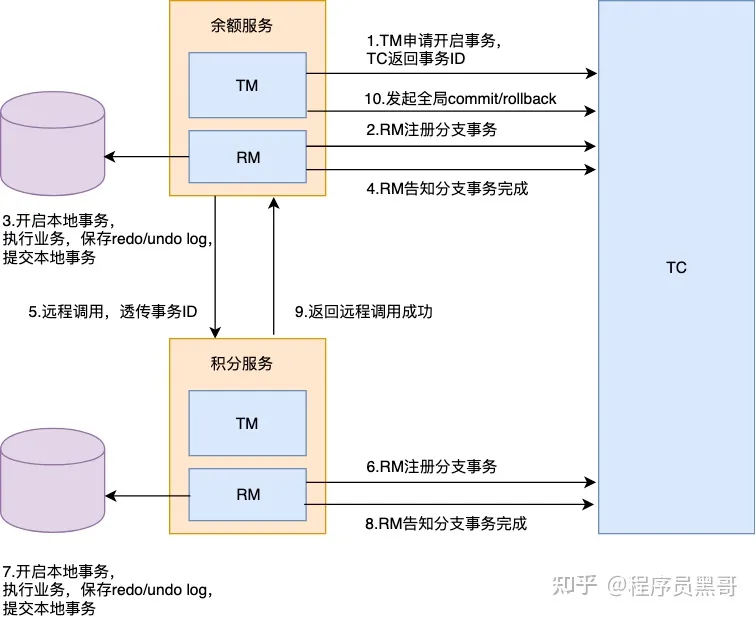 余额服务
TM
1.TM申请开启事务，
TC返回事务ID
10.发起全局commit/rollback
2.RM注册分支事务
RM
4.RM告知分支事务完成
3.开启本地事务，
执行业务，保存redo/undo log，
提交本地事务
TC
5.远程调用，透传事务ID
9.返回远程调用成功
积分服务
TM
6.RM注册分支事务
RM
8.RM告知分支事务完成
7.开启本地事务，
执行业务，保存redo/undo log，
提交本地事务
知乎 @程序员黑哥